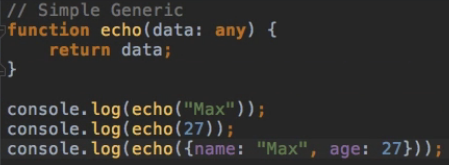 // Simple Generic
function echo(data: any) {
    return data;
}

console.log(echo("Max"));
console.log(echo(27));
console.log(echo({name: "Max", age: 27}));